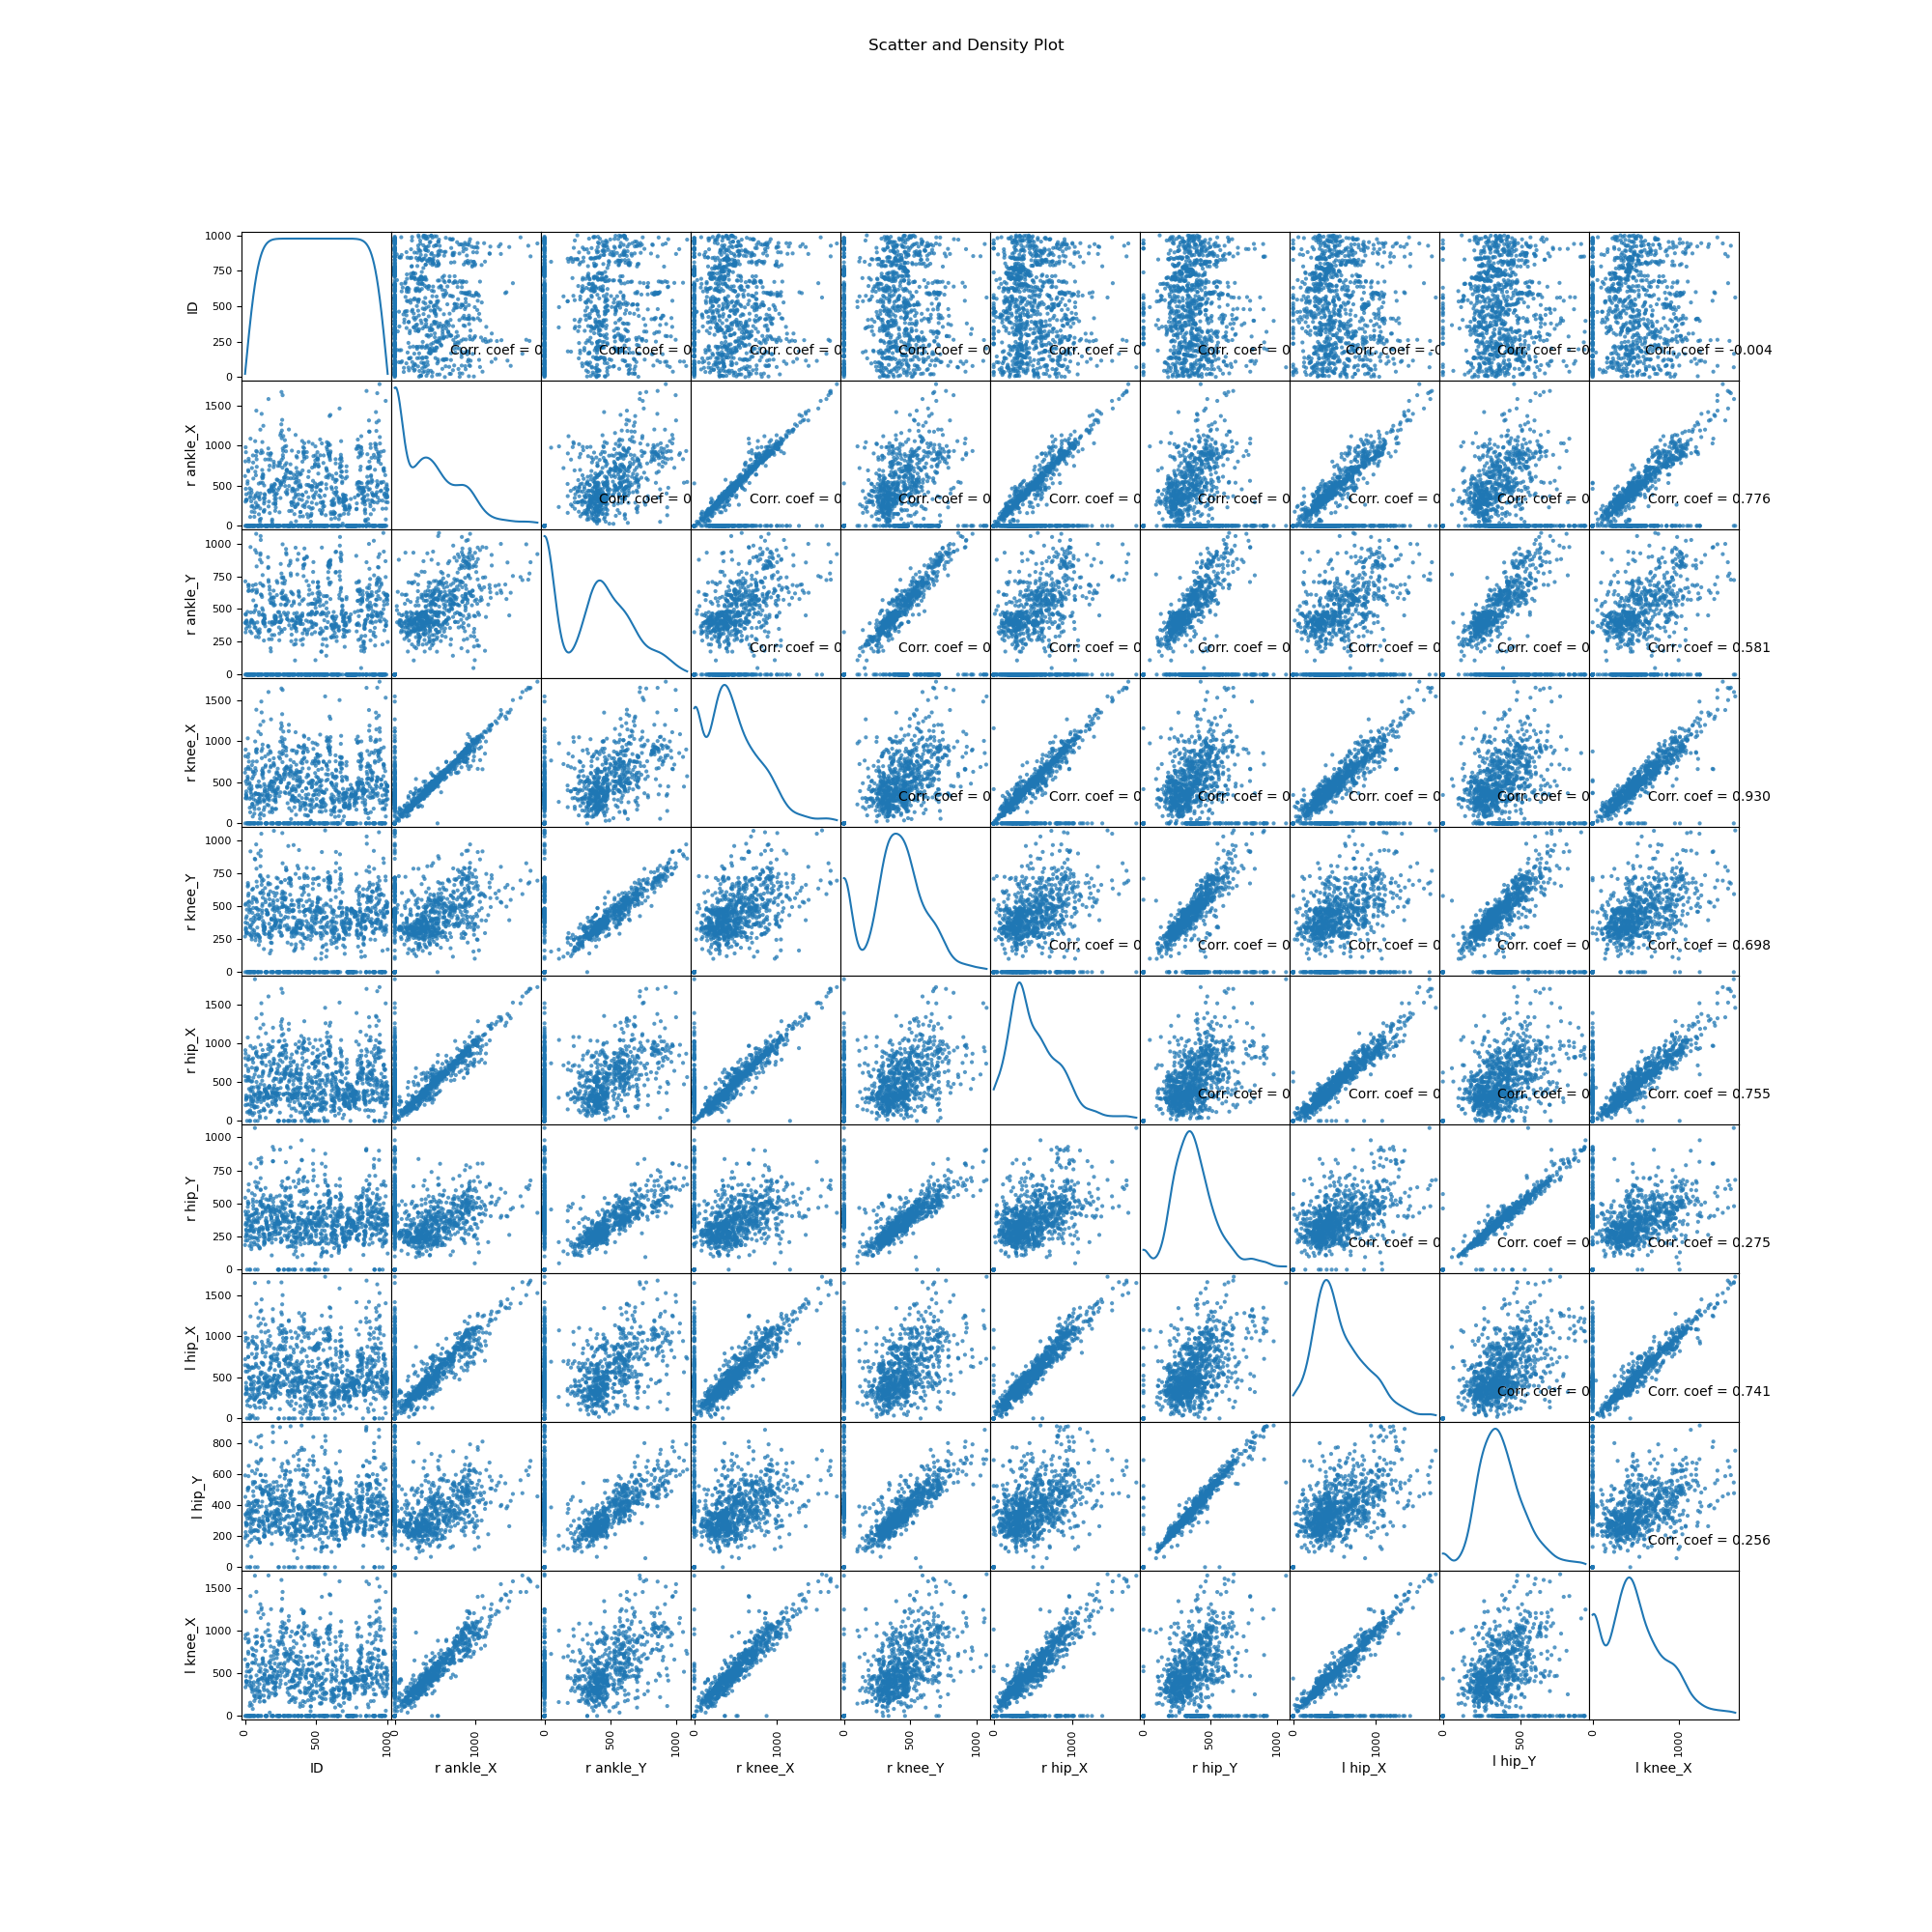 Scatter and Density Plot
1000
750
500
250
0
ID
Corr. coef = 0
Corr. coef = 0
Corr. coef = 0
Corr. coef = 0
Corr. coef = 0
Corr. coef = 0
Corr. coef = -0
Corr. coef = 0
Corr. coef = -0.004
1500
1000
500
0
r ankle_X
Corr. coef = 0
Corr. coef = 0
Corr. coef = 0
Corr. coef = 0
Corr. coef = 0
Corr. coef = 0
Corr. coef = 0
Corr. coef = 0.776
1000
750
500
250
0
r ankle_Y
Corr. coef = 0
Corr. coef = 0
Corr. coef = 0
Corr. coef = 0
Corr. coef = 0
Corr. coef = 0
Corr. coef = 0.581
1500
1000
500
0
r knee_X
Corr. coef = 0
Corr. coef = 0
Corr. coef = 0
Corr. coef = 0
Corr. coef = 0
Corr. coef = 0.930
1000
750
500
250
0
r knee_Y
Corr. coef = 0
Corr. coef = 0
Corr. coef = 0
Corr. coef = 0
Corr. coef = 0.698
1500
1000
500
0
r hip_X
Corr. coef = 0
Corr. coef = 0
Corr. coef = 0
Corr. coef = 0.755
1000
750
500
250
0
r hip_Y
Corr. coef = 0
Corr. coef = 0
Corr. coef = 0.275
1500
1000
500
0
l hip_X
Corr. coef = 0
Corr. coef = 0.741
800
600
400
200
0
l hip_Y
Corr. coef = 0.256
1500
1000
500
0
l knee_X
0 500 1000 0 1000 0 500 1000 0 1000 0 500 1000 0 1000 0 500 1000 0 1000 0 500 0 1000
ID r ankle_X r ankle_Y r knee_X r knee_Y r hip_X r hip_Y l hip_X l hip_Y l knee_X